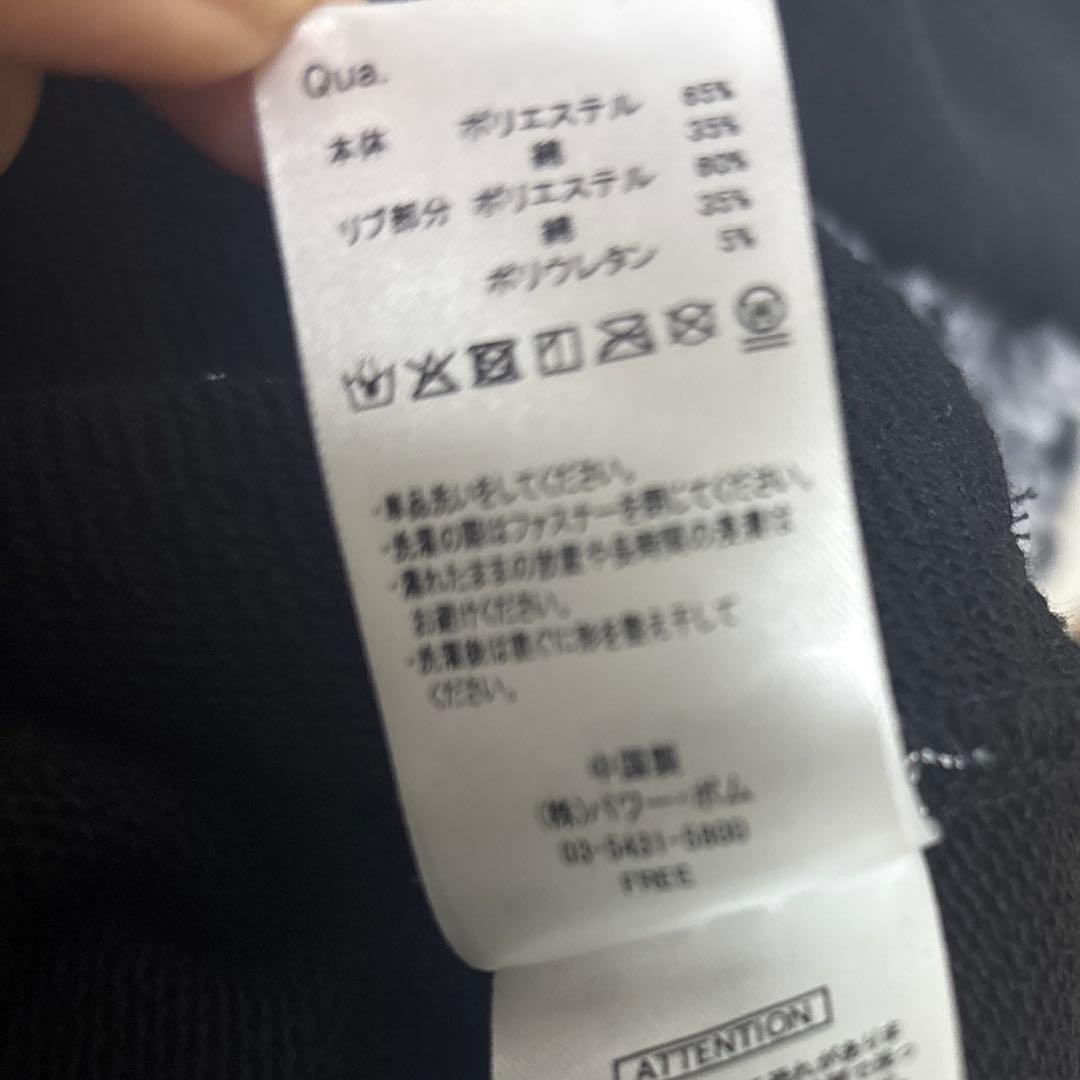 Qua.
本体 ポリエステル 65%
綿 35%
リブ部分 ポリエステル 60%
綿 35%
ポリウレタン 5%
・単品洗いをしてください。
・洗濯の際はファスナーを閉じてください。
・濡れたままの放置や長時間の浸漬は
お避けください。
・洗濯後は直ぐに形を整え干して
ください。
中国製
(株)パワー・ボム
03-5431-5800
FREE
ATTENTION